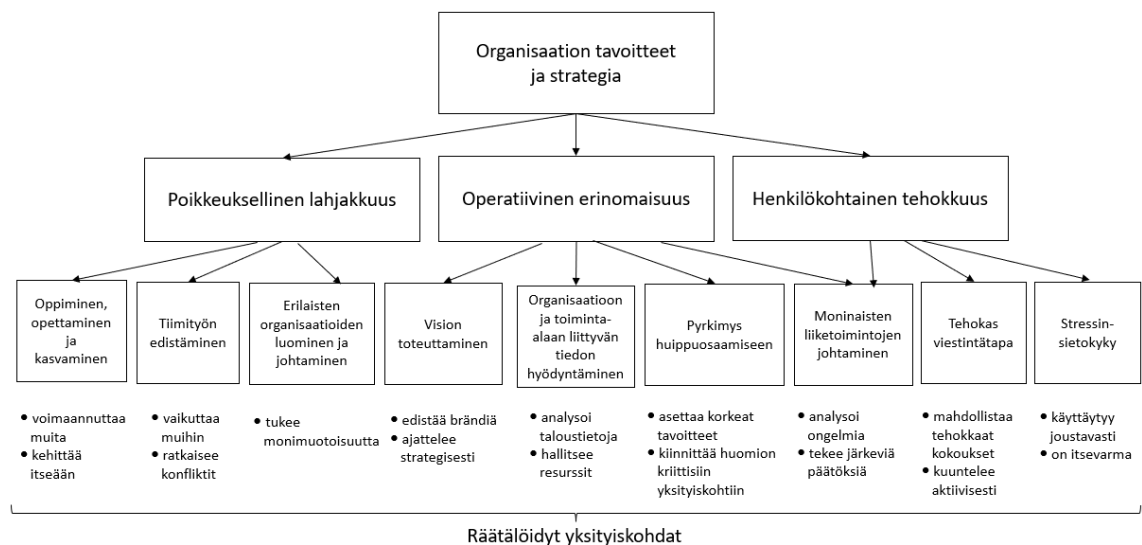 Organisaation tavoitteet
ja strategia
Poikkeuksellinen lahjakkuus
Operatiivinen erinomaisuus
Henkilökohtainen tehokkuus
Oppiminen,
opettaminen
ja
kasvaminen
Tiimityön
edistäminen
Erilaisten
organisaatioiden
luominen ja
johtaminen
Vision
toteuttaminen
Organisaatioon
ja toiminta-
alaan liittyvän
tiedon
hyödyntäminen
Pyrkimys
huippuosaamiseen
Moninaisten
liiketoimintojen
johtaminen
Tehokas
viestintätapa
Stressin-
sietokyky
• voimaannuttaa
muita
• kehittää
itseään
• vaikuttaa
muihin
• ratkaisee
konfliktit
• tukee
monimuotoisuutta
• edistää brändiä
• ajattelee
strategisesti
• analysoi
taloustietoja
• hallitsee
resurssit
• asettaa korkeat
tavoitteet
• kiinnittää huomion
kriittisiin
yksityiskohtiin
• analysoi
ongelmia
• tekee järkeviä
päätöksiä
• mahdollistaa
tehokkaat
kokoukset
• kuuntelee
aktiivisesti
• käyttäytyy
joustavasti
• on itsevarma
Räätälöidyt yksityiskohdat